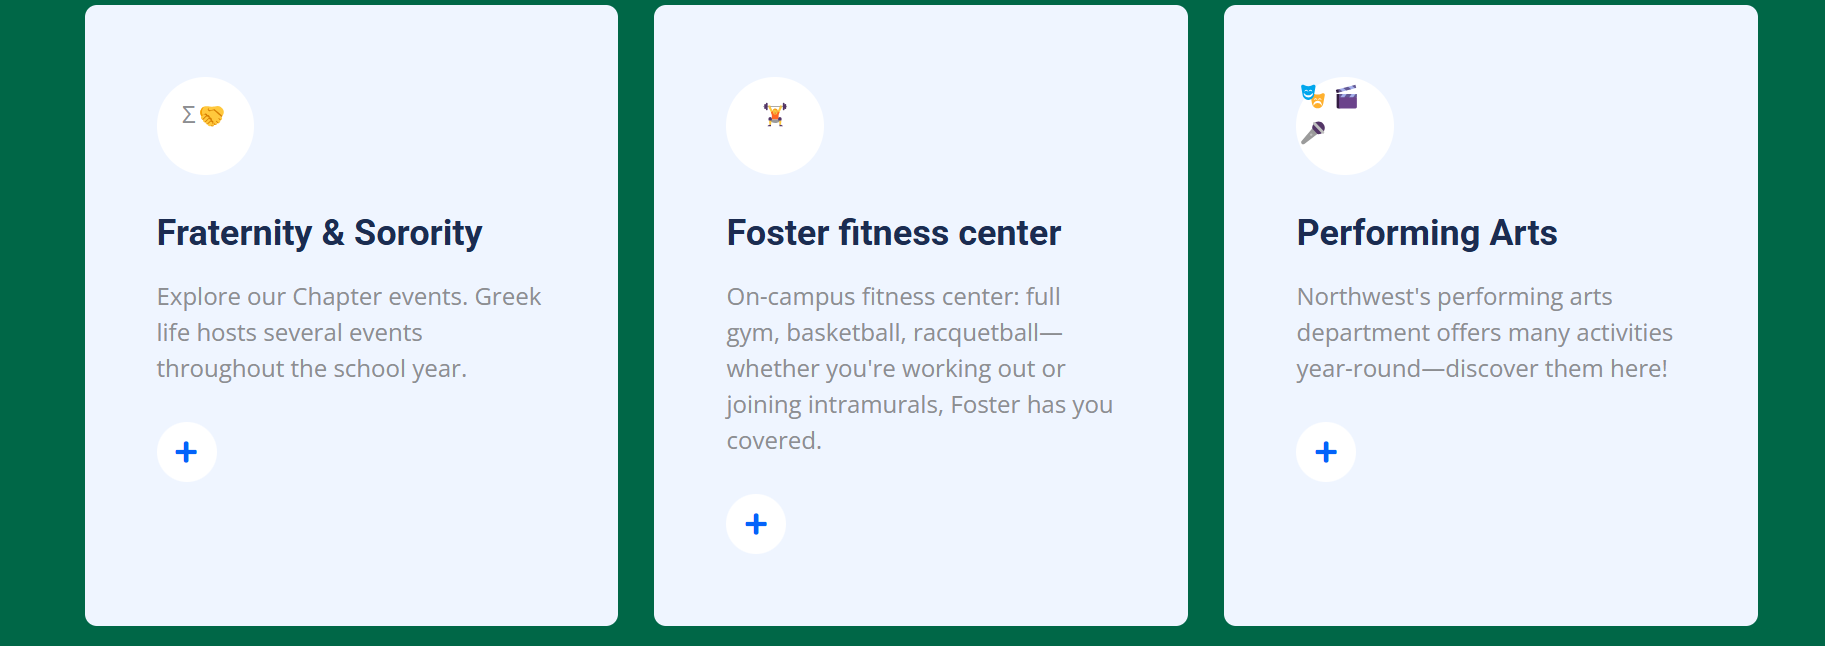 Σ🤝
🏋
🎭 🎬
🎤
Fraternity & Sorority
Explore our Chapter events. Greek
life hosts several events
throughout the school year.
+
Foster fitness center
On-campus fitness center: full
gym, basketball, racquetball—
whether you're working out or
joining intramurals, Foster has you
covered.
+
Performing Arts
Northwest's performing arts
department offers many activities
year-round—discover them here!
+